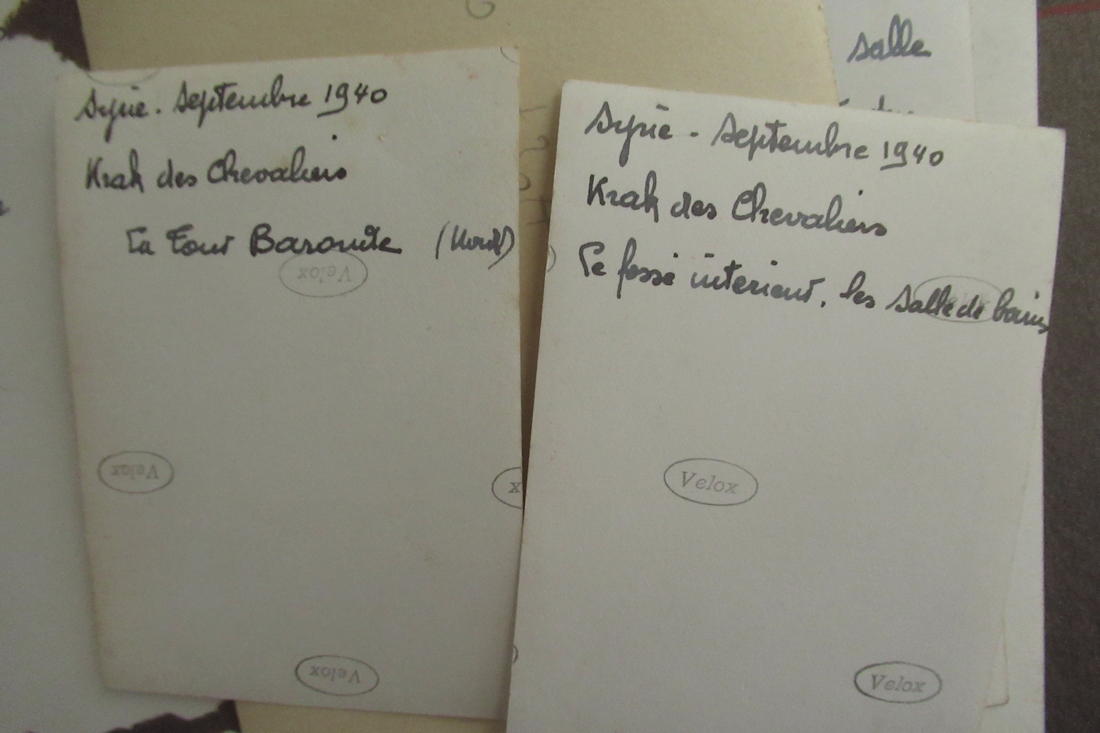 Syrie - Septembre 1940
Krak des Chevaliers
La Tour Baronite (Nord)
Velox
Velox
x
Velox
Syrie - Septembre 1940
Krak des Chevaliers
Le fossé intérieur, les salle de bains
Velox
Velox
Velox
salle